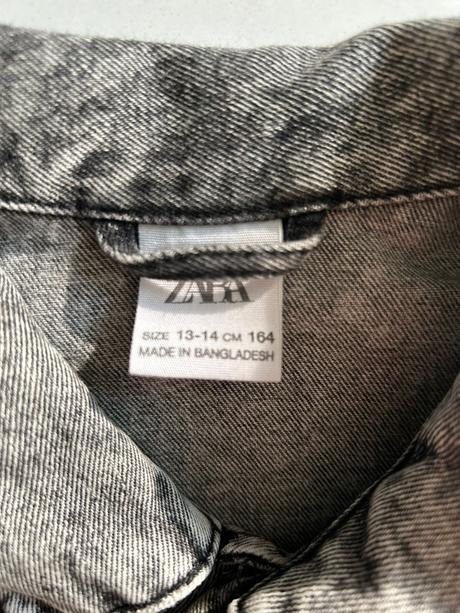 ZARA
SIZE 13-14 CM 164
MADE IN BANGLADESH